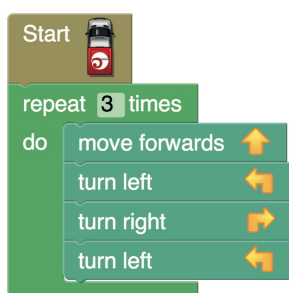 Start
repeat 3 times
do move forwards
turn left
turn right
turn left